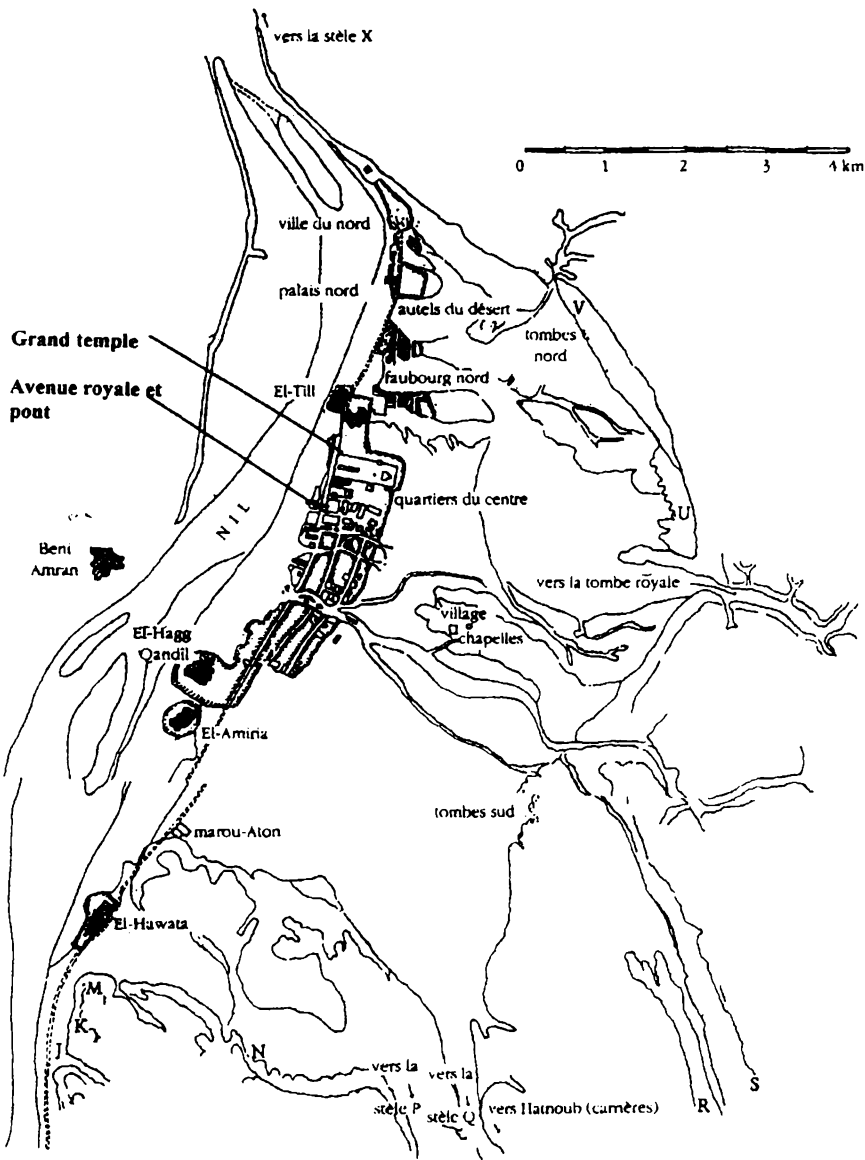 vers la stèle X
0 1 2 3 4 km
ville du nord
palais nord
autels du désert
V
tombes
nord
Grand temple
faubourg nord
Avenue royale et
pont
El-Till
quartiers du centre
NIL
U
Beni
Amran
vers la tombe royale
village
chapelles
El-Hagg
Qandîl
El-Amiria
tombes sud
marou-Aton
El-Hawata
M
K
J
N
vers la
stèle P
vers la
stèle Q
vers Hatnoub (carrières)
R
S